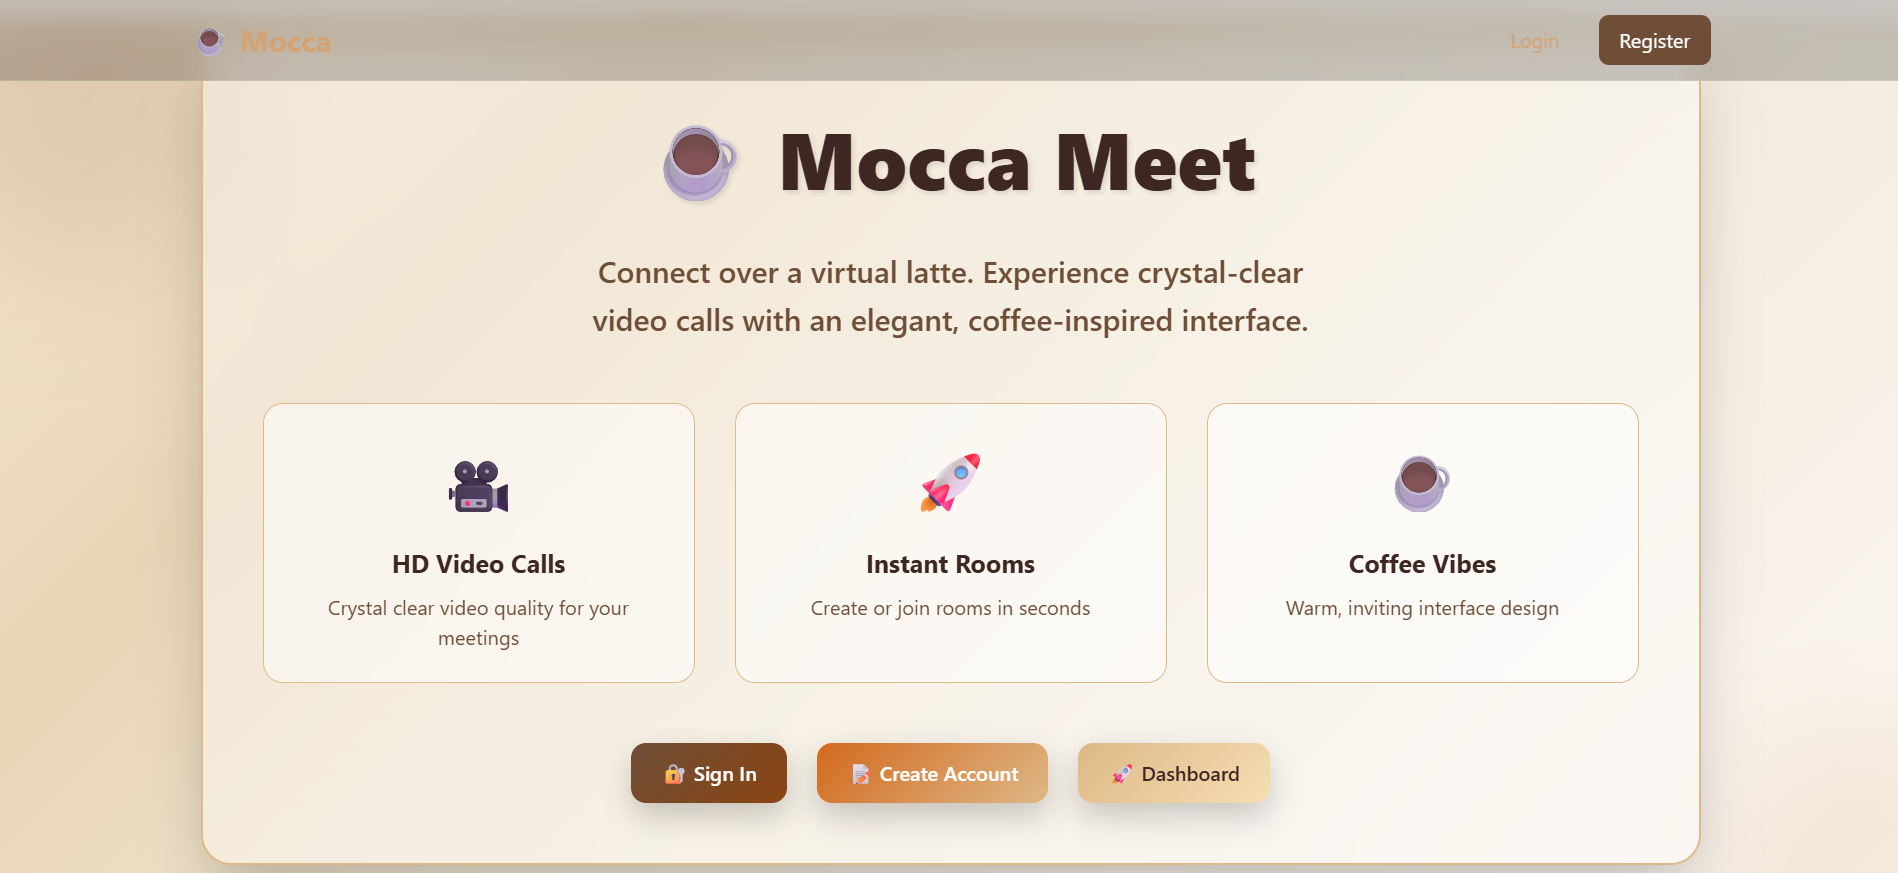 Mocca
Login
Register
Mocca Meet
Connect over a virtual latte. Experience crystal-clear
video calls with an elegant, coffee-inspired interface.
HD Video Calls
Crystal clear video quality for your
meetings
Instant Rooms
Create or join rooms in seconds
Coffee Vibes
Warm, inviting interface design
Sign In
Create Account
Dashboard